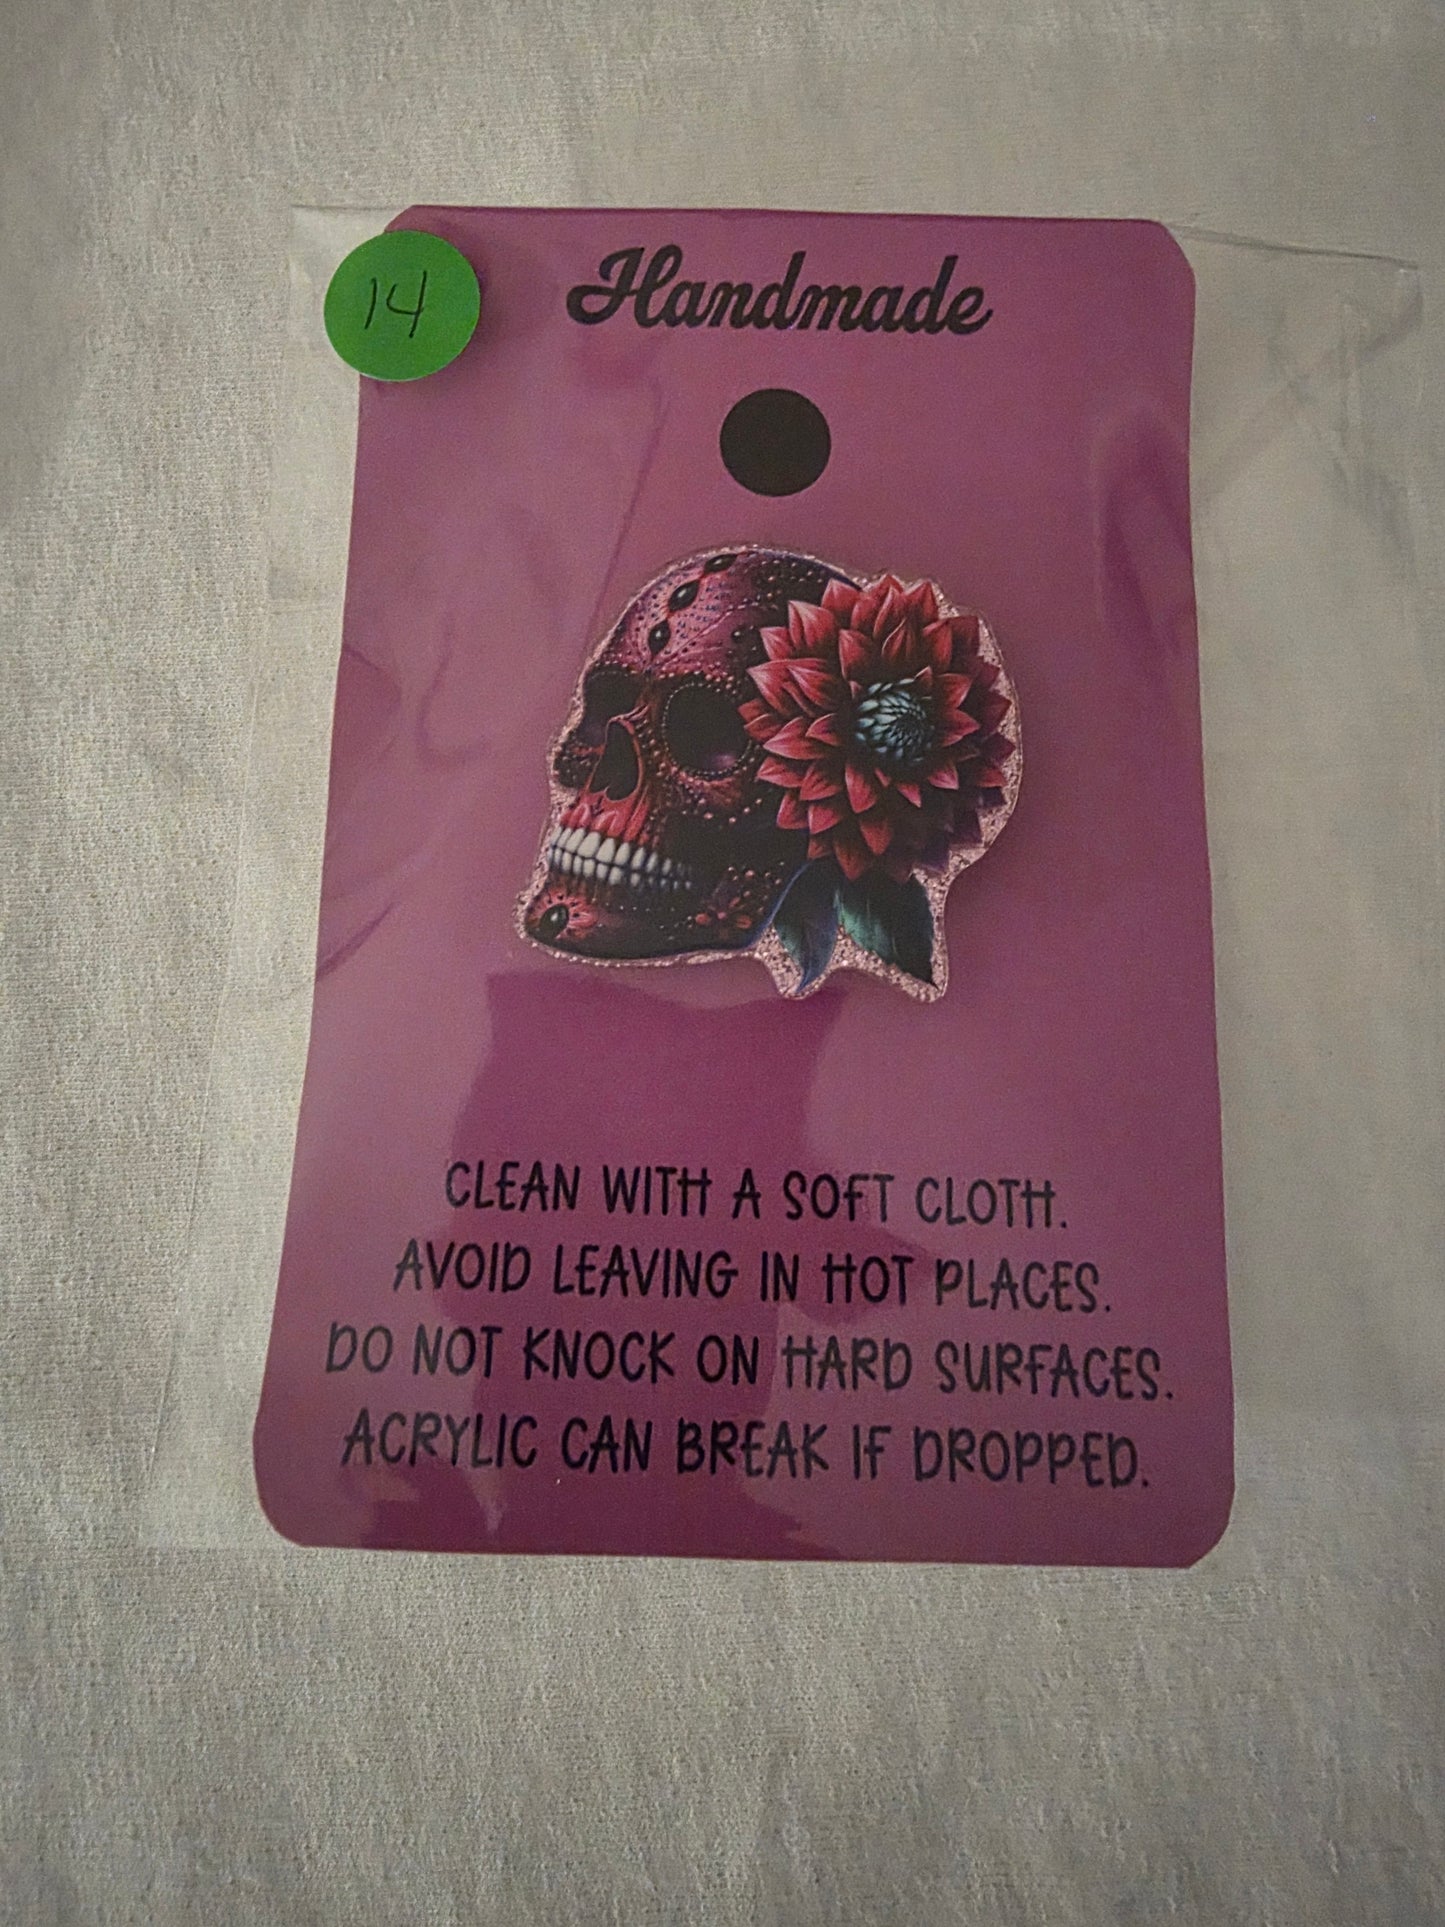 14
Handmade
CLEAN WITH A SOFT CLOTH.
AVOID LEAVING IN HOT PLACES.
DO NOT KNOCK ON HARD SURFACES.
ACRYLIC CAN BREAK IF DROPPED.